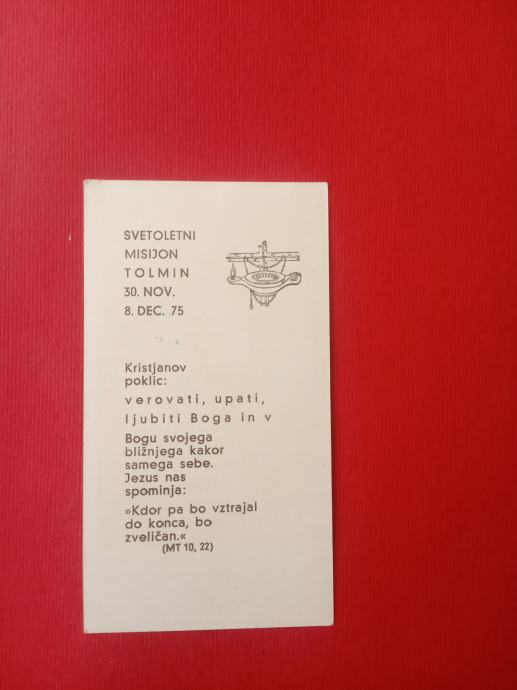 SVETOLETNI
MISIJON
TOLMIN
30. NOV.
8. DEC. 75
Kristjanov
poklic:
verovati, upati,
ljubiti Boga in v
Bogu svojega
bližnjega kakor
samega sebe.
Jezus nas
spominja:
»Kdor pa bo vztrajal
do konca, bo
zveličan.«
(MT 10, 22)